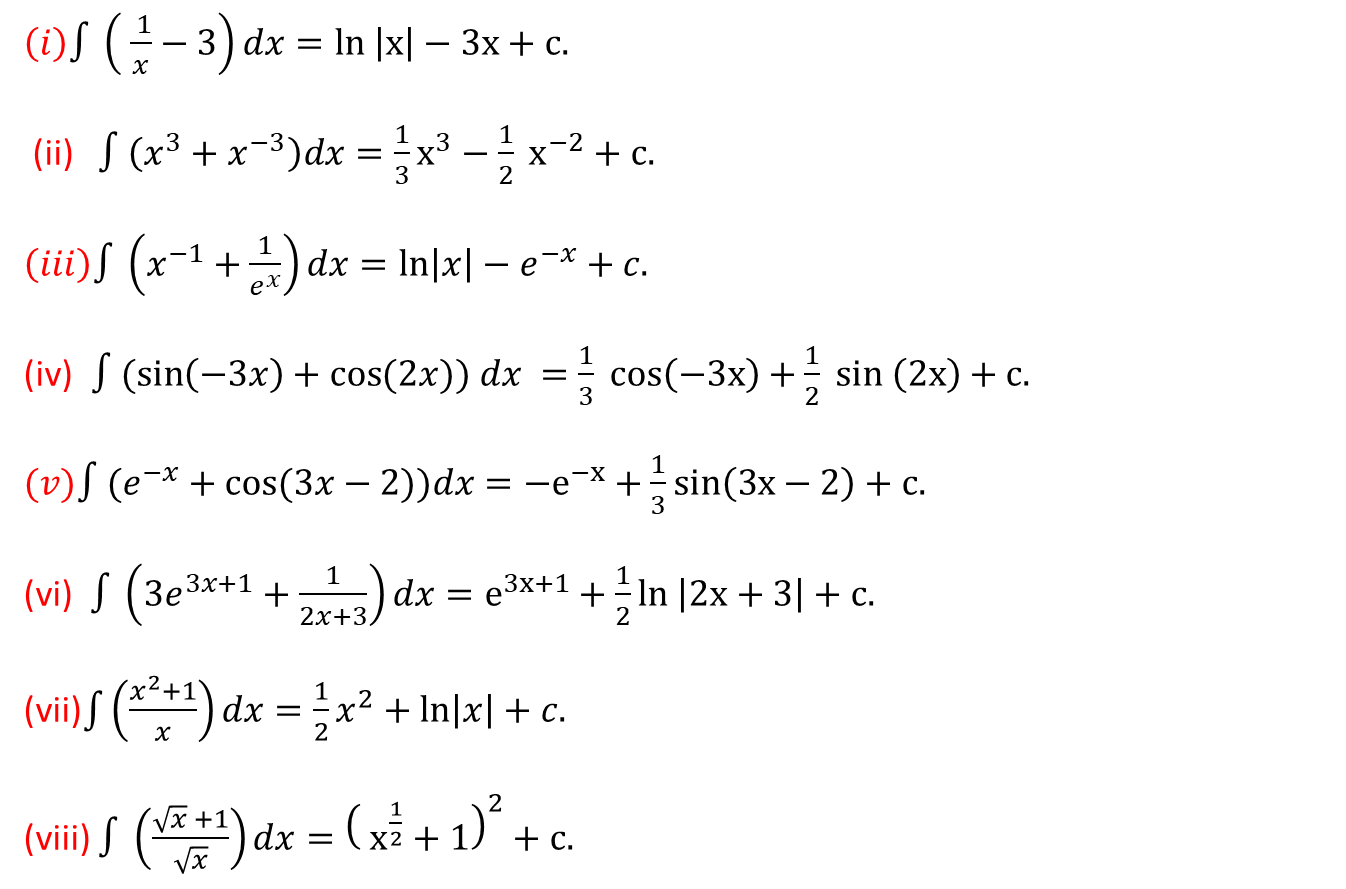 (i)∫ (1/x − 3) dx = ln |x| − 3x + c.
(ii) ∫ (x³ + x⁻³)dx = 1/3 x³ − 1/2 x⁻² + c.
(iii)∫ (x⁻¹ + 1/eˣ) dx = ln|x| − e⁻ˣ + c.
(iv) ∫ (sin(−3x) + cos(2x)) dx = 1/3 cos(−3x) + 1/2 sin (2x) + c.
(v)∫ (e⁻ˣ + cos(3x − 2))dx = −e⁻ˣ + 1/3 sin(3x − 2) + c.
(vi) ∫ (3e³ˣ⁺¹ + 1/(2x+3)) dx = e³ˣ⁺¹ + 1/2 ln |2x + 3| + c.
(vii)∫ ((x²+1)/x) dx = 1/2 x² + ln|x| + c.
(viii) ∫ ((√x +1)/√x) dx = (x^(1/2) + 1)² + c.